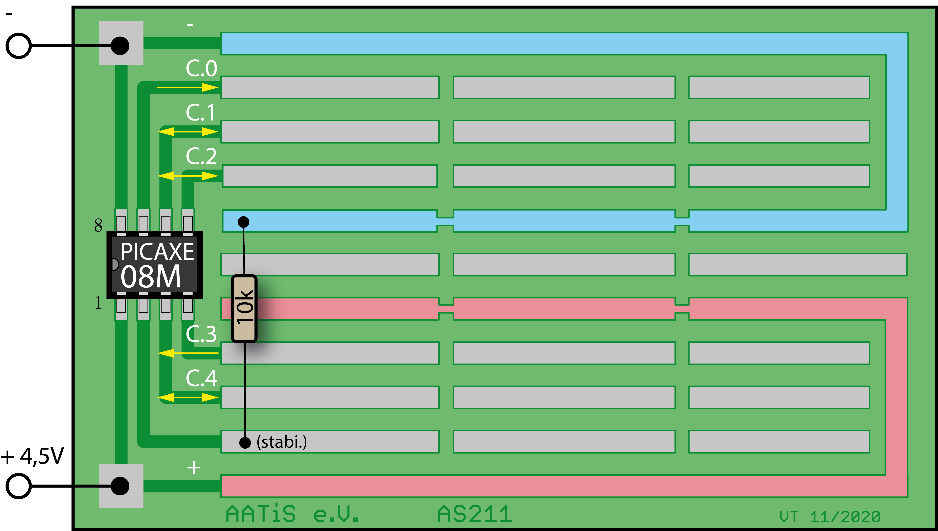 -
-
C.0
C.1
C.2
8
PICAXE
08M
1
10k
C.3
C.4
(stabi.)
+ 4,5V
+
AATiS e.V. AS211 VT 11/2020